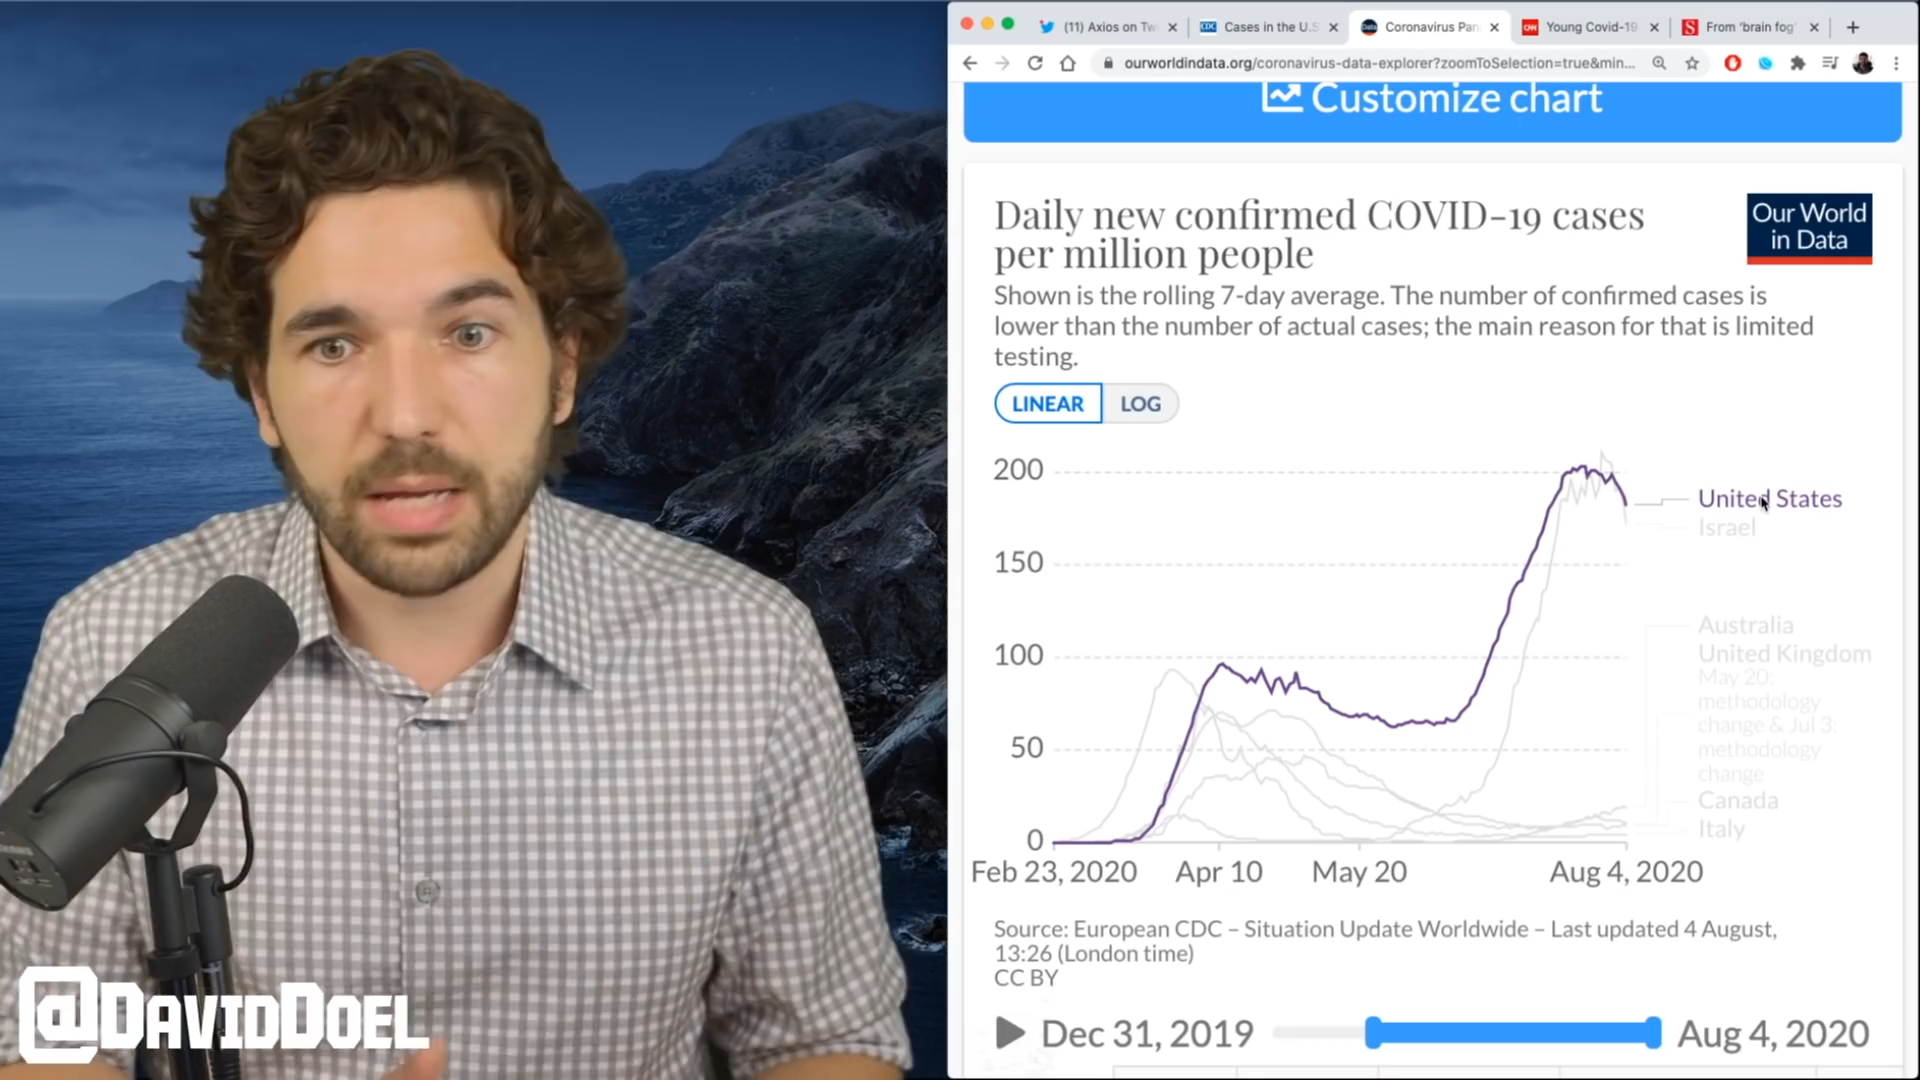 (11) Axios on Tw
Cases in the U.S
Coronavirus Pan
Young Covid-19
From 'brain fog'
ourworldindata.org/coronavirus-data-explorer?zoomToSelection=true&min...
Customize chart
Daily new confirmed COVID-19 cases
per million people
Our World
in Data
Shown is the rolling 7-day average. The number of confirmed cases is
lower than the number of actual cases; the main reason for that is limited
testing.
LINEAR
LOG
200
150
100
50
0
United States
Israel
Australia
United Kingdom
May 20:
methodology
change & Jul 3:
methodology
change
Canada
Italy
Feb 23, 2020
Apr 10
May 20
Aug 4, 2020
Source: European CDC – Situation Update Worldwide – Last updated 4 August,
13:26 (London time)
CC BY
Dec 31, 2019
Aug 4, 2020
@DAVIDDOEL